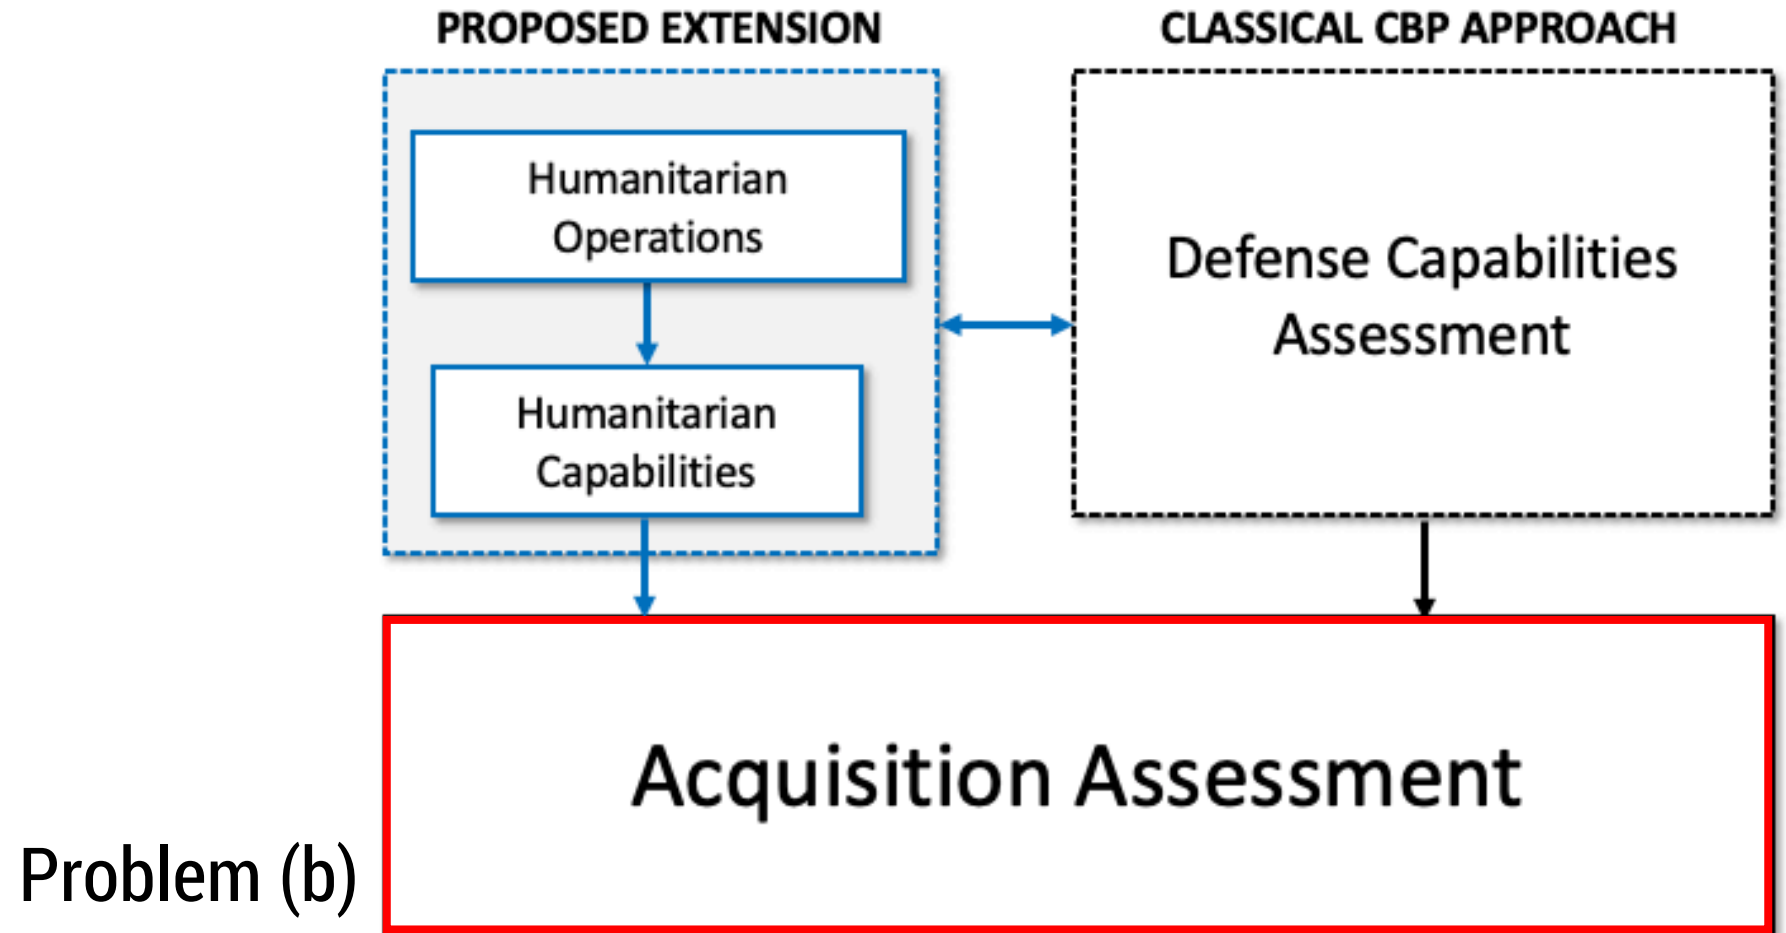 PROPOSED EXTENSION
CLASSICAL CBP APPROACH
Humanitarian
Operations
Humanitarian
Capabilities
Defense Capabilities
Assessment
Acquisition Assessment
Problem (b)